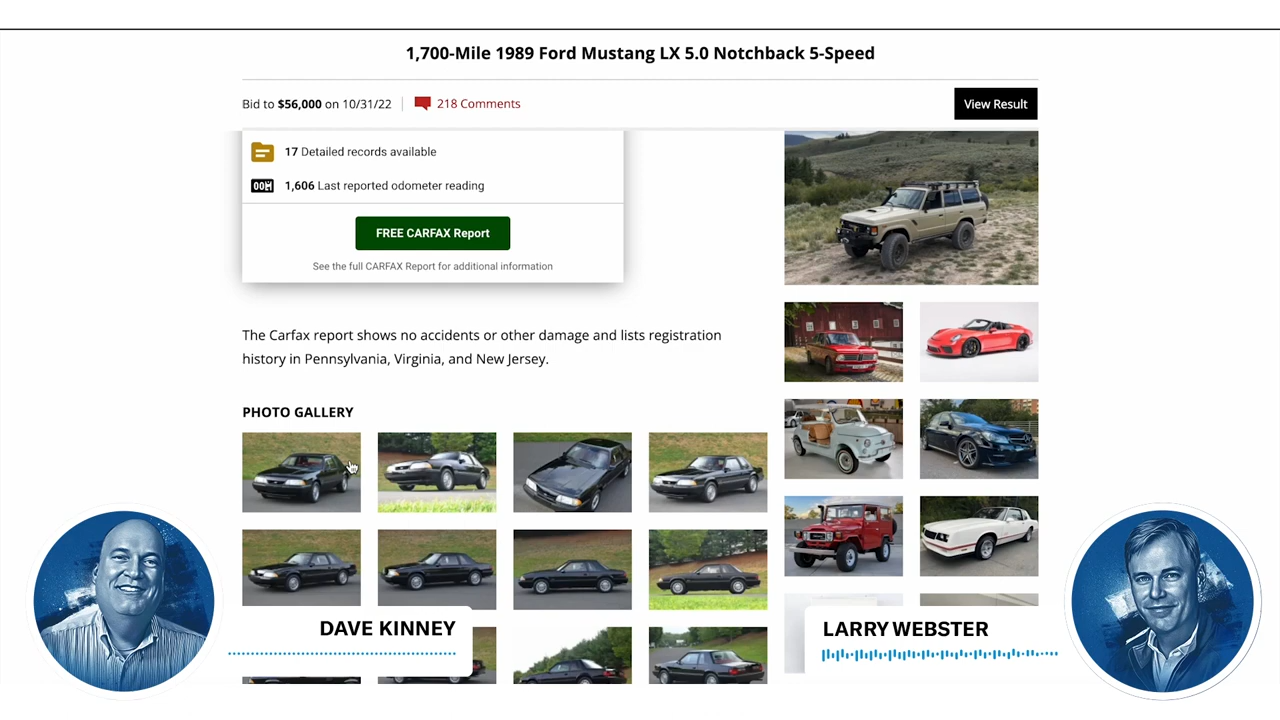 1,700-Mile 1989 Ford Mustang LX 5.0 Notchback 5-Speed
Bid to $56,000 on 10/31/22
218 Comments
View Result
17 Detailed records available
1,606 Last reported odometer reading
FREE CARFAX Report
See the full CARFAX Report for additional information
The Carfax report shows no accidents or other damage and lists registration
history in Pennsylvania, Virginia, and New Jersey.
PHOTO GALLERY
DAVE KINNEY
LARRY WEBSTER